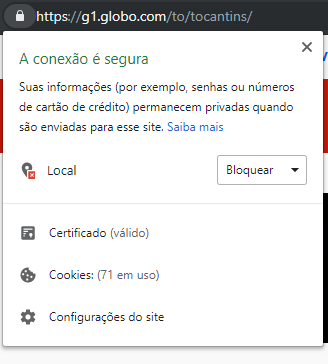 https://g1.globo.com/to/tocantins/
A conexão é segura
Suas informações (por exemplo, senhas ou números
de cartão de crédito) permanecem privadas quando
são enviadas para esse site. Saiba mais
Local Bloquear
Certificado (válido)
Cookies: (71 em uso)
Configurações do site